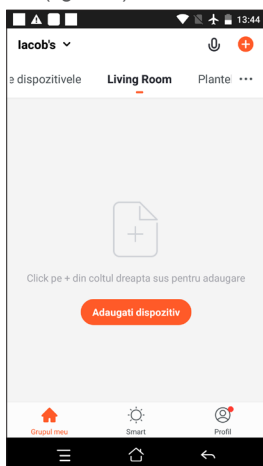 13:44
Iacob's
e dispozitivele Living Room Plante
Click pe + din coltul dreapta sus pentru adaugare
Adaugati dispozitiv
Grupul meu Smart Profil